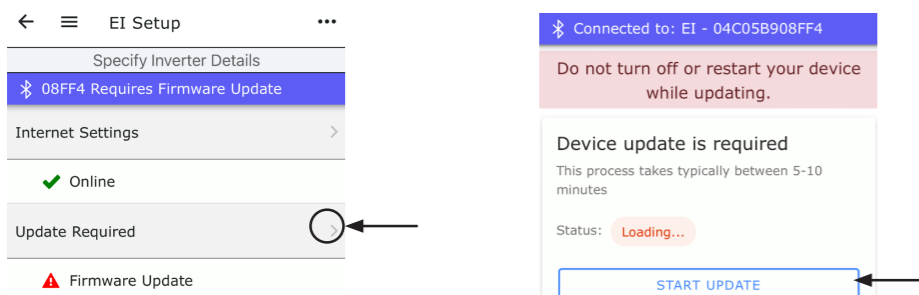 EI Setup
Specify Inverter Details
08FF4 Requires Firmware Update
Internet Settings
Online
Update Required
Firmware Update
Connected to: EI - 04C05B908FF4
Do not turn off or restart your device
while updating.
Device update is required
This process takes typically between 5-10
minutes
Status: Loading...
START UPDATE